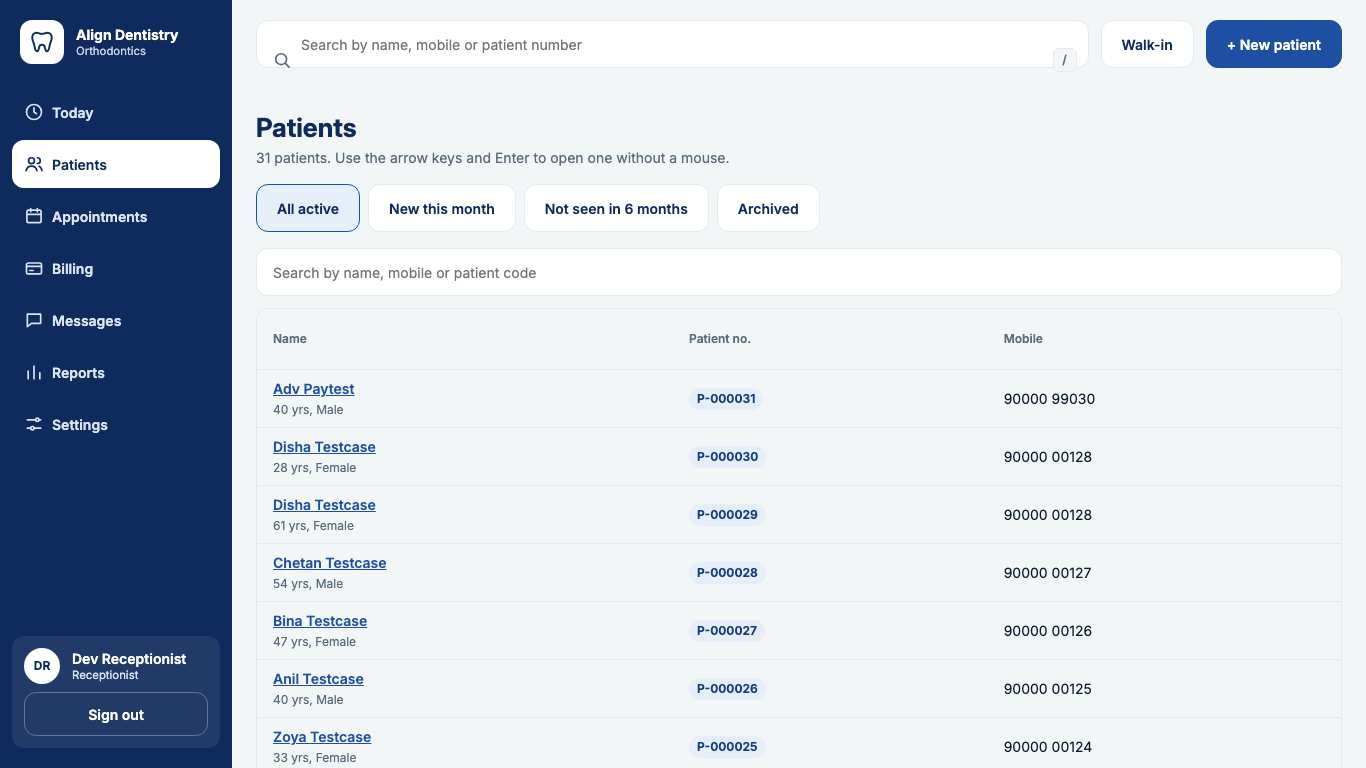 Align Dentistry
Orthodontics
Today
Patients
Appointments
Billing
Messages
Reports
Settings
DR
Dev Receptionist
Receptionist
Sign out
Search by name, mobile or patient number
/
Walk-in
+ New patient
Patients
31 patients. Use the arrow keys and Enter to open one without a mouse.
All active
New this month
Not seen in 6 months
Archived
Search by name, mobile or patient code
Name Patient no. Mobile
Adv Paytest P-000031 90000 99030
40 yrs, Male
Disha Testcase P-000030 90000 00128
28 yrs, Female
Disha Testcase P-000029 90000 00128
61 yrs, Female
Chetan Testcase P-000028 90000 00127
54 yrs, Male
Bina Testcase P-000027 90000 00126
47 yrs, Female
Anil Testcase P-000026 90000 00125
40 yrs, Male
Zoya Testcase P-000025 90000 00124
33 yrs, Female